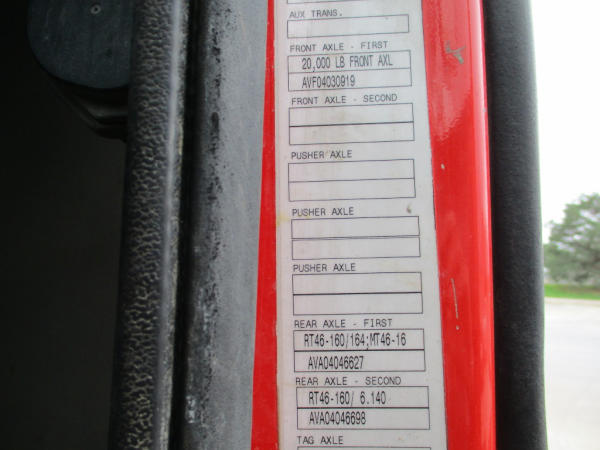 AUX TRANS.
FRONT AXLE - FIRST
20,000 LB FRONT AXL
AVF04030919
FRONT AXLE - SECOND
PUSHER AXLE
PUSHER AXLE
PUSHER AXLE
REAR AXLE - FIRST
RT46-160/164;MT46-16
AVA04046627
REAR AXLE - SECOND
RT46-160/ 6.140
AVA04046698
TAG AXLE